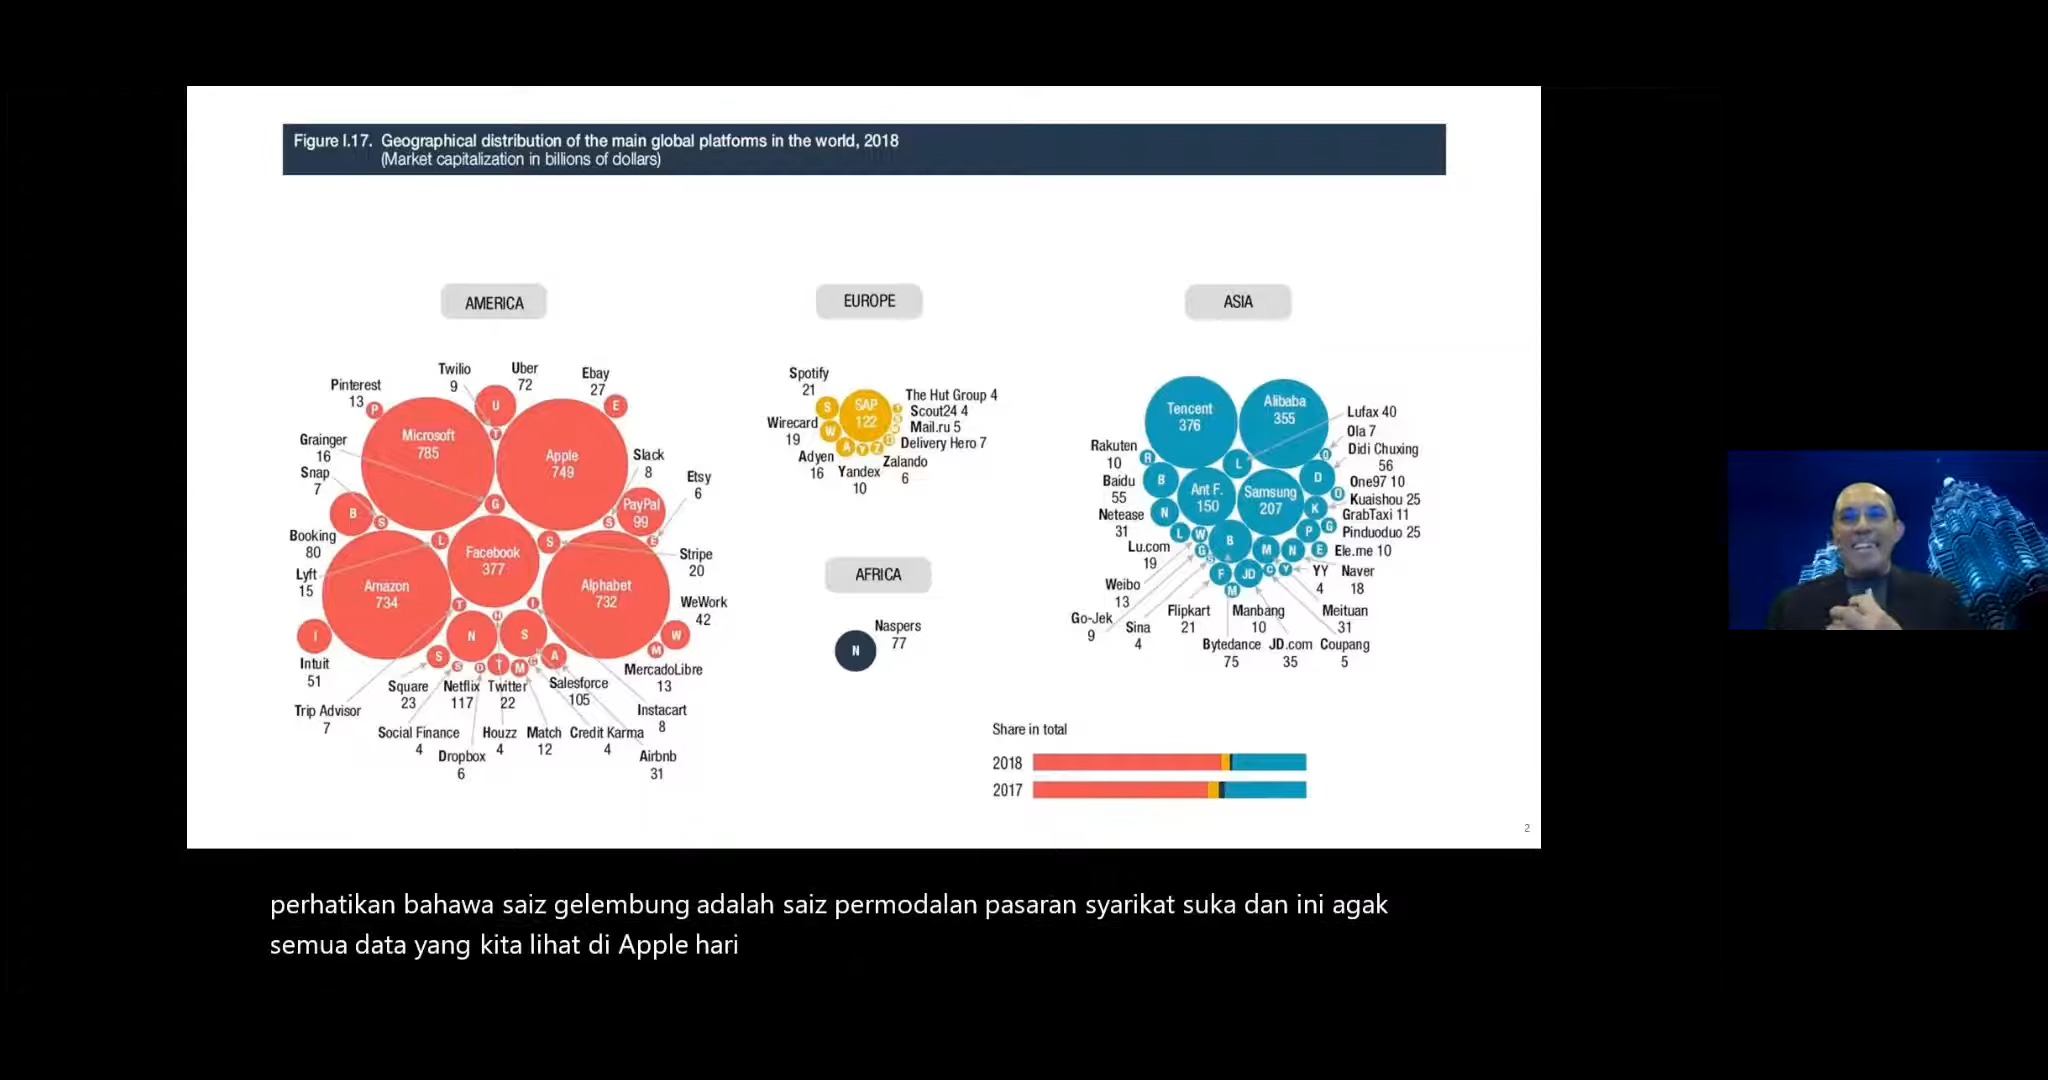 Figure I.17. Geographical distribution of the main global platforms in the world, 2018
(Market capitalization in billions of dollars)
AMERICA
Twilio
9
Uber
72
Ebay
27
Pinterest
13
P
U
E
T
Microsoft
785
Apple
749
Grainger
16
Snap
7
Slack
8
Etsy
6
PayPal
99
B
S
G
S
E
Booking
80
L
S
Facebook
377
Stripe
20
Lyft
15
Amazon
734
Alphabet
732
WeWork
42
T
H
I
I
N
S
W
M
Intuit
51
S
S
D
T
M
C
A
MercadoLibre
13
Square
23
Netflix
117
Twitter
22
Salesforce
105
Trip Advisor
7
Instacart
8
Social Finance
4
Houzz
4
Match
12
Credit Karma
4
Dropbox
6
Airbnb
31
EUROPE
Spotify
21
SAP
122
S
W
A
Y
Z
D
The Hut Group 4
Scout24 4
Mail.ru 5
Delivery Hero 7
Wirecard
19
Adyen
16
Yandex
10
Zalando
6
AFRICA
Naspers
77
N
ASIA
Tencent
376
Alibaba
355
Lufax 40
Ola 7
Didi Chuxing
56
Rakuten
10
R
L
O
One97 10
Baidu
55
B
D
O
Ant F.
150
Samsung
207
Kuaishou 25
GrabTaxi 11
Netease
31
N
K
G
Pinduoduo 25
L
W
G
S
B
P
M
N
E
Ele.me 10
Lu.com
19
F
JD
C
Y
YY
4
Naver
18
Weibo
13
M
Go-Jek
9
Sina
4
Flipkart
21
Manbang
10
Meituan
31
Bytedance
75
JD.com
35
Coupang
5
Share in total
2018
2017
2
perhatikan bahawa saiz gelembung adalah saiz permodalan pasaran syarikat suka dan ini agak
semua data yang kita lihat di Apple hari